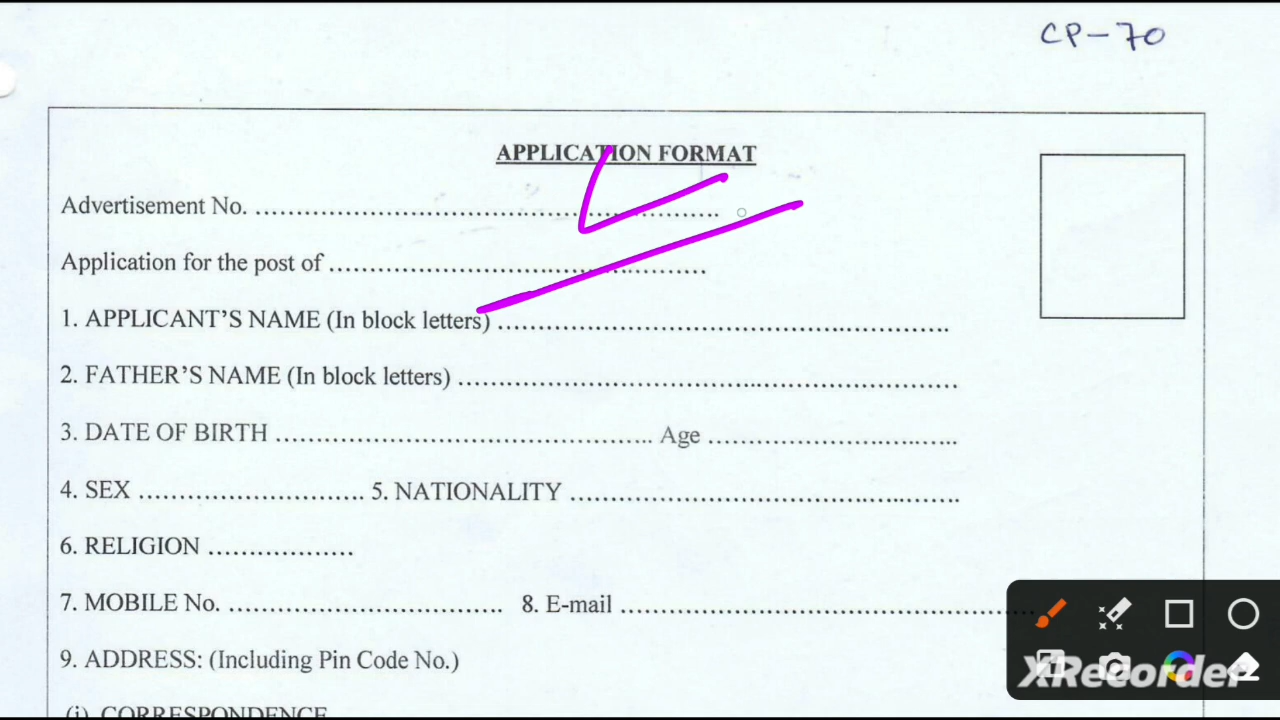 CP-70
APPLICATION FORMAT
Advertisement No. ........................................................
Application for the post of ..............................................
1. APPLICANT'S NAME (In block letters) .......................................................
2. FATHER'S NAME (In block letters) .............................................................
3. DATE OF BIRTH .............................................. Age ...............................
4. SEX ............................ 5. NATIONALITY ................................................
6. RELIGION ..................
7. MOBILE No. .................................. 8. E-mail ...................................................
9. ADDRESS: (Including Pin Code No.)
(i) CORRESPONDENCE
XRecorder